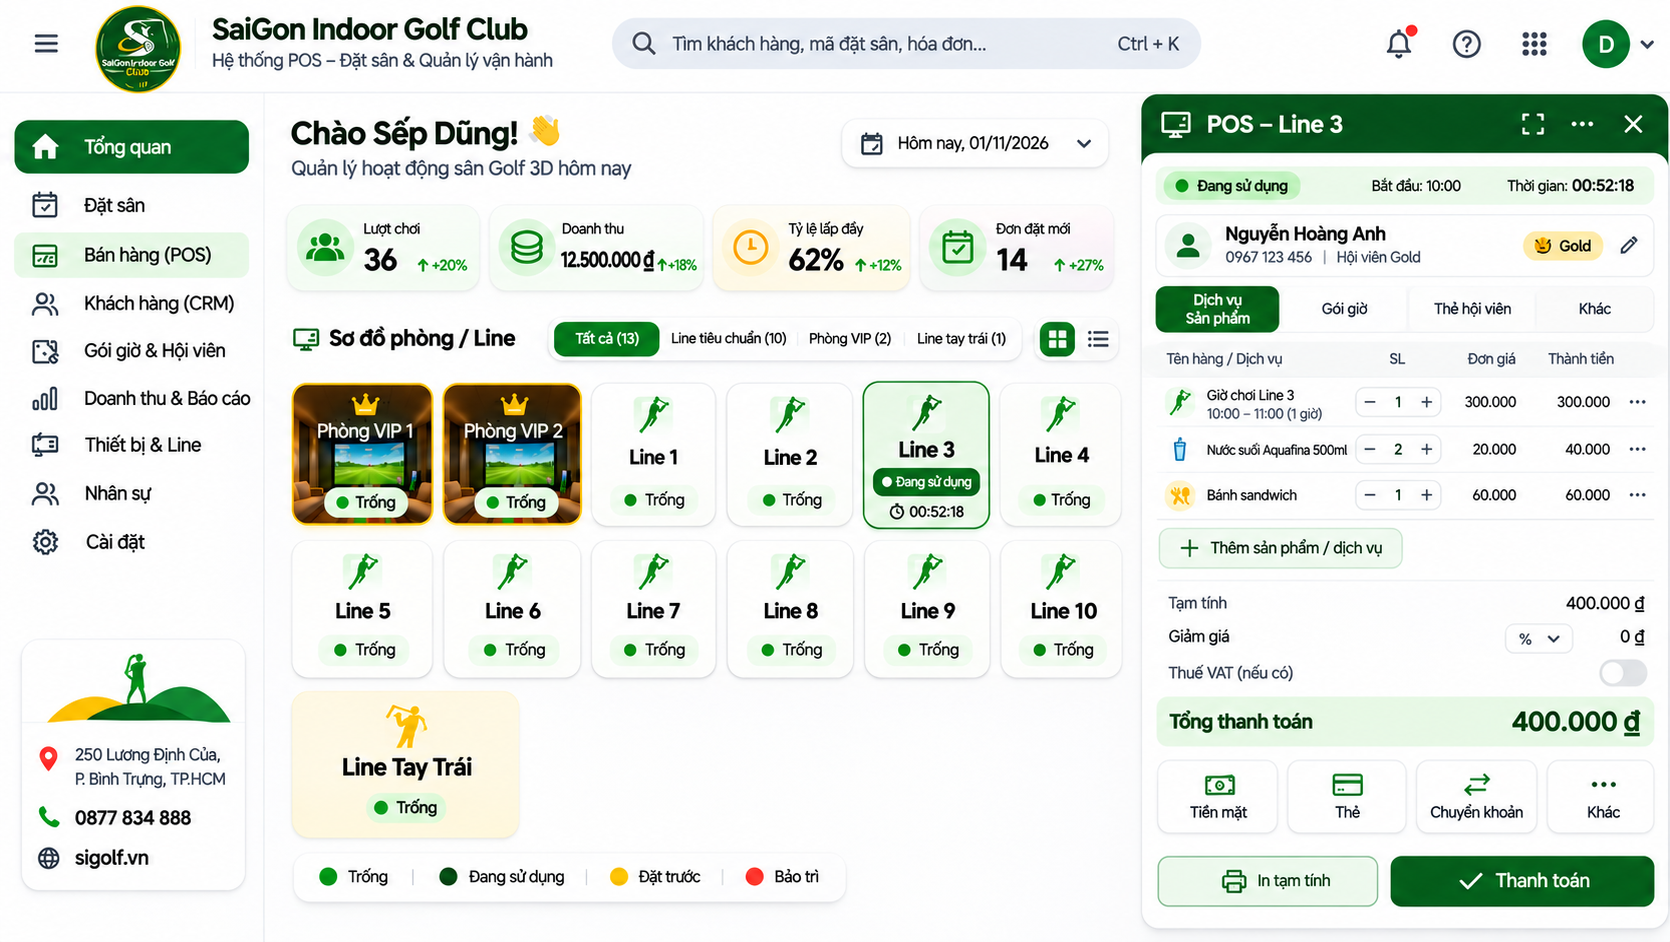 SaiGon Indoor Golf
Club
SaiGon Indoor Golf Club
Hệ thống POS – Đặt sân & Quản lý vận hành
Tìm khách hàng, mã đặt sân, hóa đơn... Ctrl + K
D
Tổng quan
Đặt sân
Bán hàng (POS)
Khách hàng (CRM)
Gói giờ & Hội viên
Doanh thu & Báo cáo
Thiết bị & Line
Nhân sự
Cài đặt
250 Lương Định Của,
P. Bình Trưng, TP.HCM
0877 834 888
sigolf.vn
Chào Sếp Dũng! 👋
Quản lý hoạt động sân Golf 3D hôm nay
Hôm nay, 01/11/2026
Lượt chơi
36 +20%
Doanh thu
12.500.000 ₫ +18%
Tỷ lệ lấp đầy
62% +12%
Đơn đặt mới
14 +27%
Sơ đồ phòng / Line
Tất cả (13) Line tiêu chuẩn (10) Phòng VIP (2) Line tay trái (1)
Phòng VIP 1
Trống
Phòng VIP 2
Trống
Line 1
Trống
Line 2
Trống
Line 3
Đang sử dụng
00:52:18
Line 4
Trống
Line 5
Trống
Line 6
Trống
Line 7
Trống
Line 8
Trống
Line 9
Trống
Line 10
Trống
Line Tay Trái
Trống
Trống | Đang sử dụng | Đặt trước | Bảo trì
POS – Line 3
Đang sử dụng Bắt đầu: 10:00 Thời gian: 00:52:18
Nguyễn Hoàng Anh
0967 123 456 | Hội viên Gold
Gold
Dịch vụ
Sản phẩm
Gói giờ
Thẻ hội viên
Khác
Tên hàng / Dịch vụ SL Đơn giá Thành tiền
Giờ chơi Line 3
10:00 – 11:00 (1 giờ)
− 1 + 300.000 300.000 ...
Nước suối Aquafina 500ml − 2 + 20.000 40.000 ...
Bánh sandwich − 1 + 60.000 60.000 ...
+ Thêm sản phẩm / dịch vụ
Tạm tính 400.000 ₫
Giảm giá % 0 ₫
Thuế VAT (nếu có)
Tổng thanh toán 400.000 ₫
Tiền mặt
Thẻ
Chuyển khoản
Khác
In tạm tính
Thanh toán